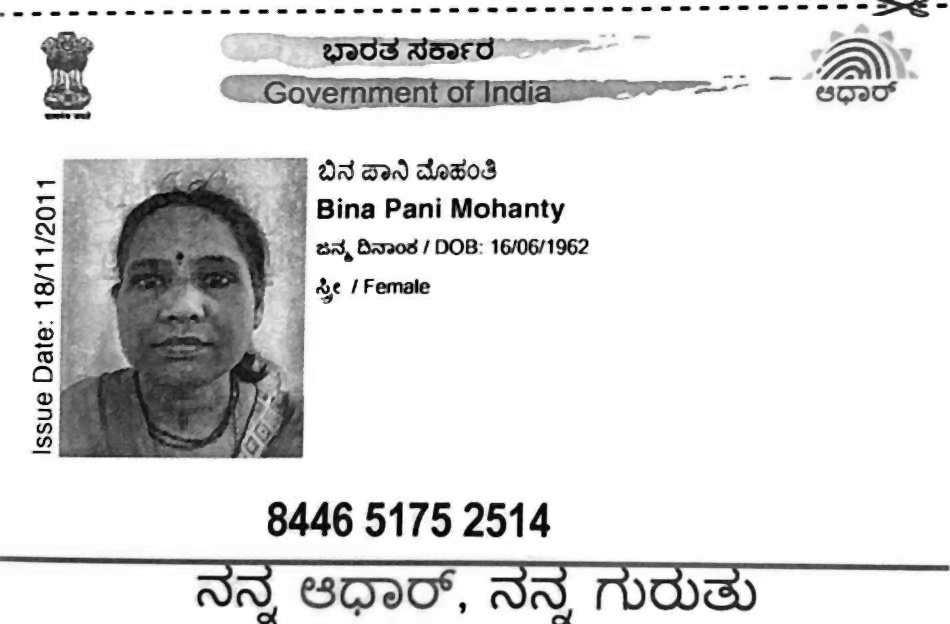 ಭಾರತ ಸರ್ಕಾರ
Government of India
ಆಧಾರ್
Issue Date: 18/11/2011
ಬಿನ ಪಾನಿ ಮೊಹಂತಿ
Bina Pani Mohanty
ಜನ್ಮ ದಿನಾಂಕ / DOB: 16/06/1962
ಸ್ತ್ರೀ / Female
8446 5175 2514
ನನ್ನ ಆಧಾರ್, ನನ್ನ ಗುರುತು